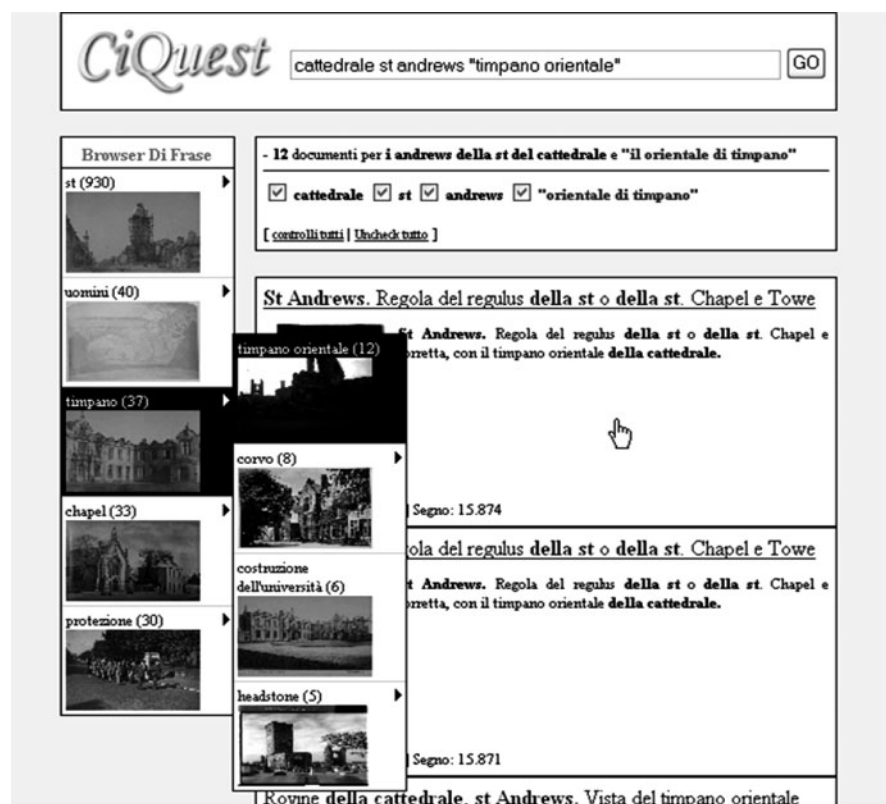 CiQuest
cattedrale st andrews "timpano orientale"
GO
Browser Di Frase
st (930)
uomini (40)
timpano (37)
chapel (33)
protezione (30)
timpano orientale (12)
corvo (8)
costruzione
dell'università (6)
headstone (5)
- 12 documenti per i andrews della st del cattedrale e "il orientale di timpano"
cattedrale st andrews "orientale di timpano"
[ controlli tutti | Uncheck tutto ]
St Andrews. Regola del regulus della st o della st. Chapel e Towe
St Andrews. Regola del regulus della st o della st. Chapel e
orretta, con il timpano orientale della cattedrale.
| Segno: 15.874
ola del regulus della st o della st. Chapel e Towe
t Andrews. Regola del regulus della st o della st. Chapel e
orretta, con il timpano orientale della cattedrale.
| Segno: 15.871
Rovine della cattedrale, st Andrews. Vista del timpano orientale